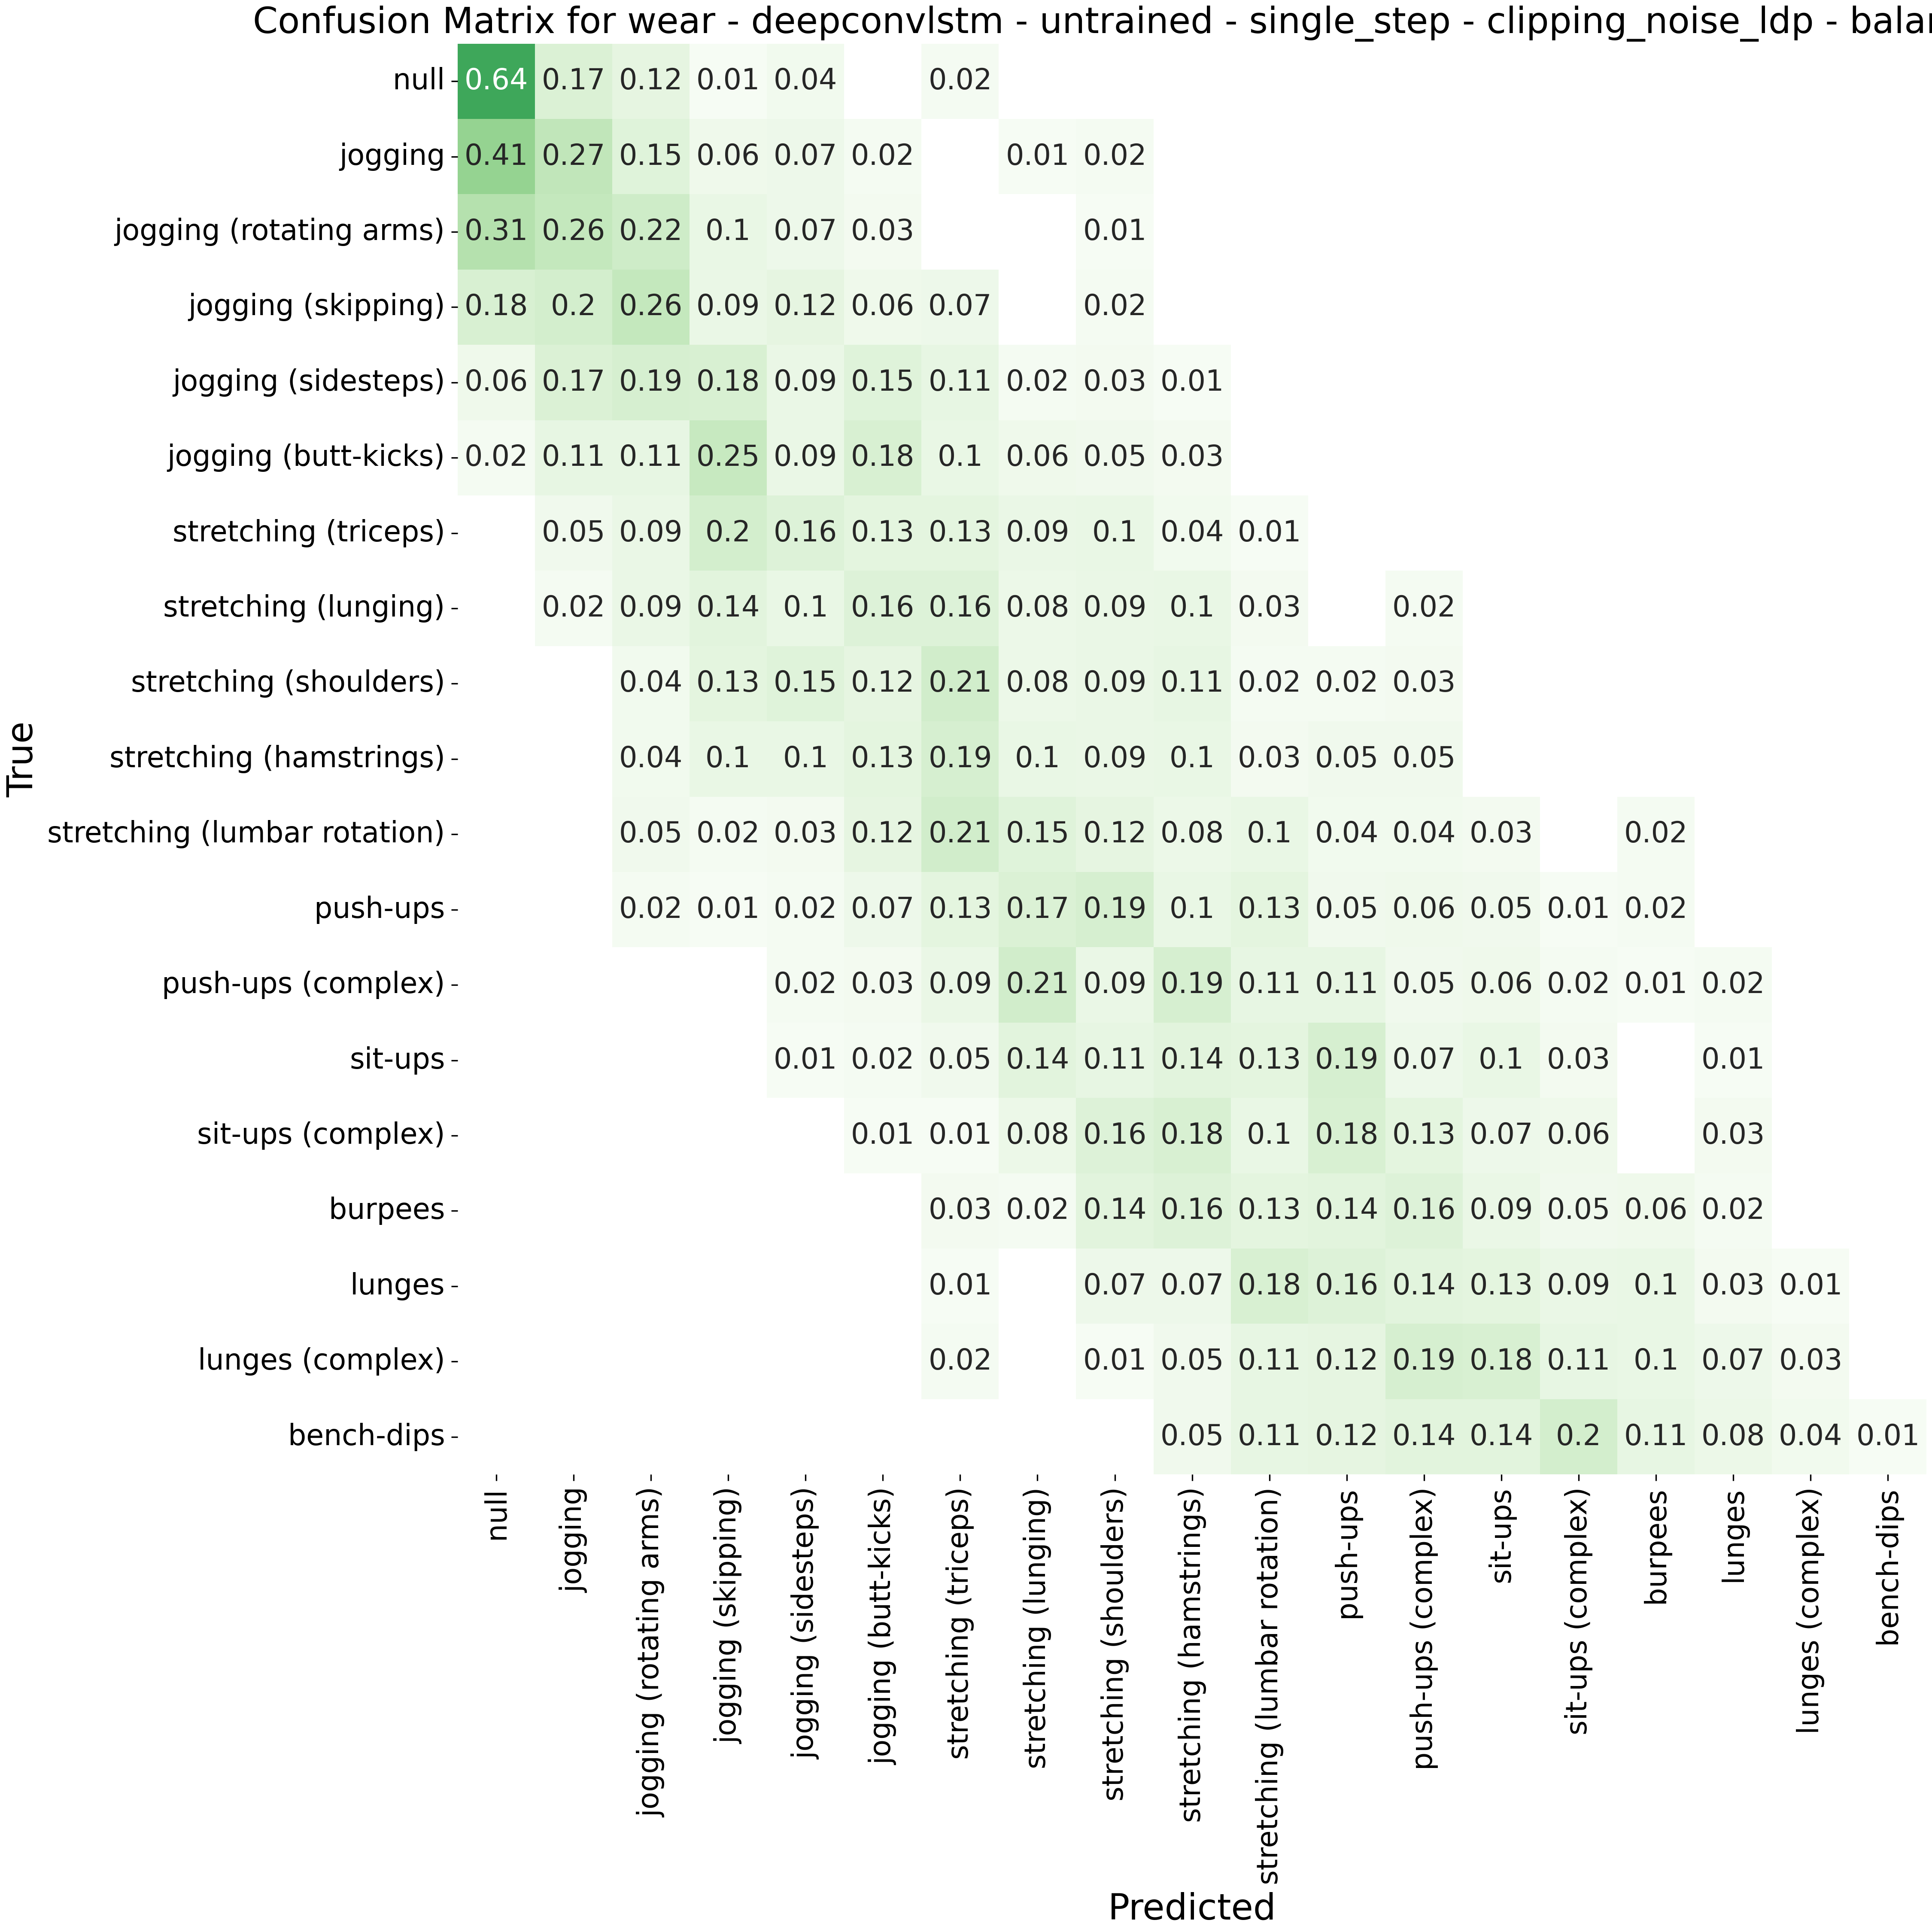 Confusion Matrix for wear - deepconvlstm - untrained - single_step - clipping_noise_ldp - balar
null 0.64 0.17 0.12 0.01 0.04 0.02
jogging 0.41 0.27 0.15 0.06 0.07 0.02 0.01 0.02
jogging (rotating arms) 0.31 0.26 0.22 0.1 0.07 0.03 0.01
jogging (skipping) 0.18 0.2 0.26 0.09 0.12 0.06 0.07 0.02
jogging (sidesteps) 0.06 0.17 0.19 0.18 0.09 0.15 0.11 0.02 0.03 0.01
jogging (butt-kicks) 0.02 0.11 0.11 0.25 0.09 0.18 0.1 0.06 0.05 0.03
stretching (triceps) 0.05 0.09 0.2 0.16 0.13 0.13 0.09 0.1 0.04 0.01
stretching (lunging) 0.02 0.09 0.14 0.1 0.16 0.16 0.08 0.09 0.1 0.03 0.02
stretching (shoulders) 0.04 0.13 0.15 0.12 0.21 0.08 0.09 0.11 0.02 0.02 0.03
stretching (hamstrings) 0.04 0.1 0.1 0.13 0.19 0.1 0.09 0.1 0.03 0.05 0.05
stretching (lumbar rotation) 0.05 0.02 0.03 0.12 0.21 0.15 0.12 0.08 0.1 0.04 0.04 0.03 0.02
push-ups 0.02 0.01 0.02 0.07 0.13 0.17 0.19 0.1 0.13 0.05 0.06 0.05 0.01 0.02
push-ups (complex) 0.02 0.03 0.09 0.21 0.09 0.19 0.11 0.11 0.05 0.06 0.02 0.01 0.02
sit-ups 0.01 0.02 0.05 0.14 0.11 0.14 0.13 0.19 0.07 0.1 0.03 0.01
sit-ups (complex) 0.01 0.01 0.08 0.16 0.18 0.1 0.18 0.13 0.07 0.06 0.03
burpees 0.03 0.02 0.14 0.16 0.13 0.14 0.16 0.09 0.05 0.06 0.02
lunges 0.01 0.07 0.07 0.18 0.16 0.14 0.13 0.09 0.1 0.03 0.01
lunges (complex) 0.02 0.01 0.05 0.11 0.12 0.19 0.18 0.11 0.1 0.07 0.03
bench-dips 0.05 0.11 0.12 0.14 0.14 0.2 0.11 0.08 0.04 0.01
True
null
jogging
jogging (rotating arms)
jogging (skipping)
jogging (sidesteps)
jogging (butt-kicks)
stretching (triceps)
stretching (lunging)
stretching (shoulders)
stretching (hamstrings)
stretching (lumbar rotation)
push-ups
push-ups (complex)
sit-ups
sit-ups (complex)
burpees
lunges
lunges (complex)
bench-dips
Predicted